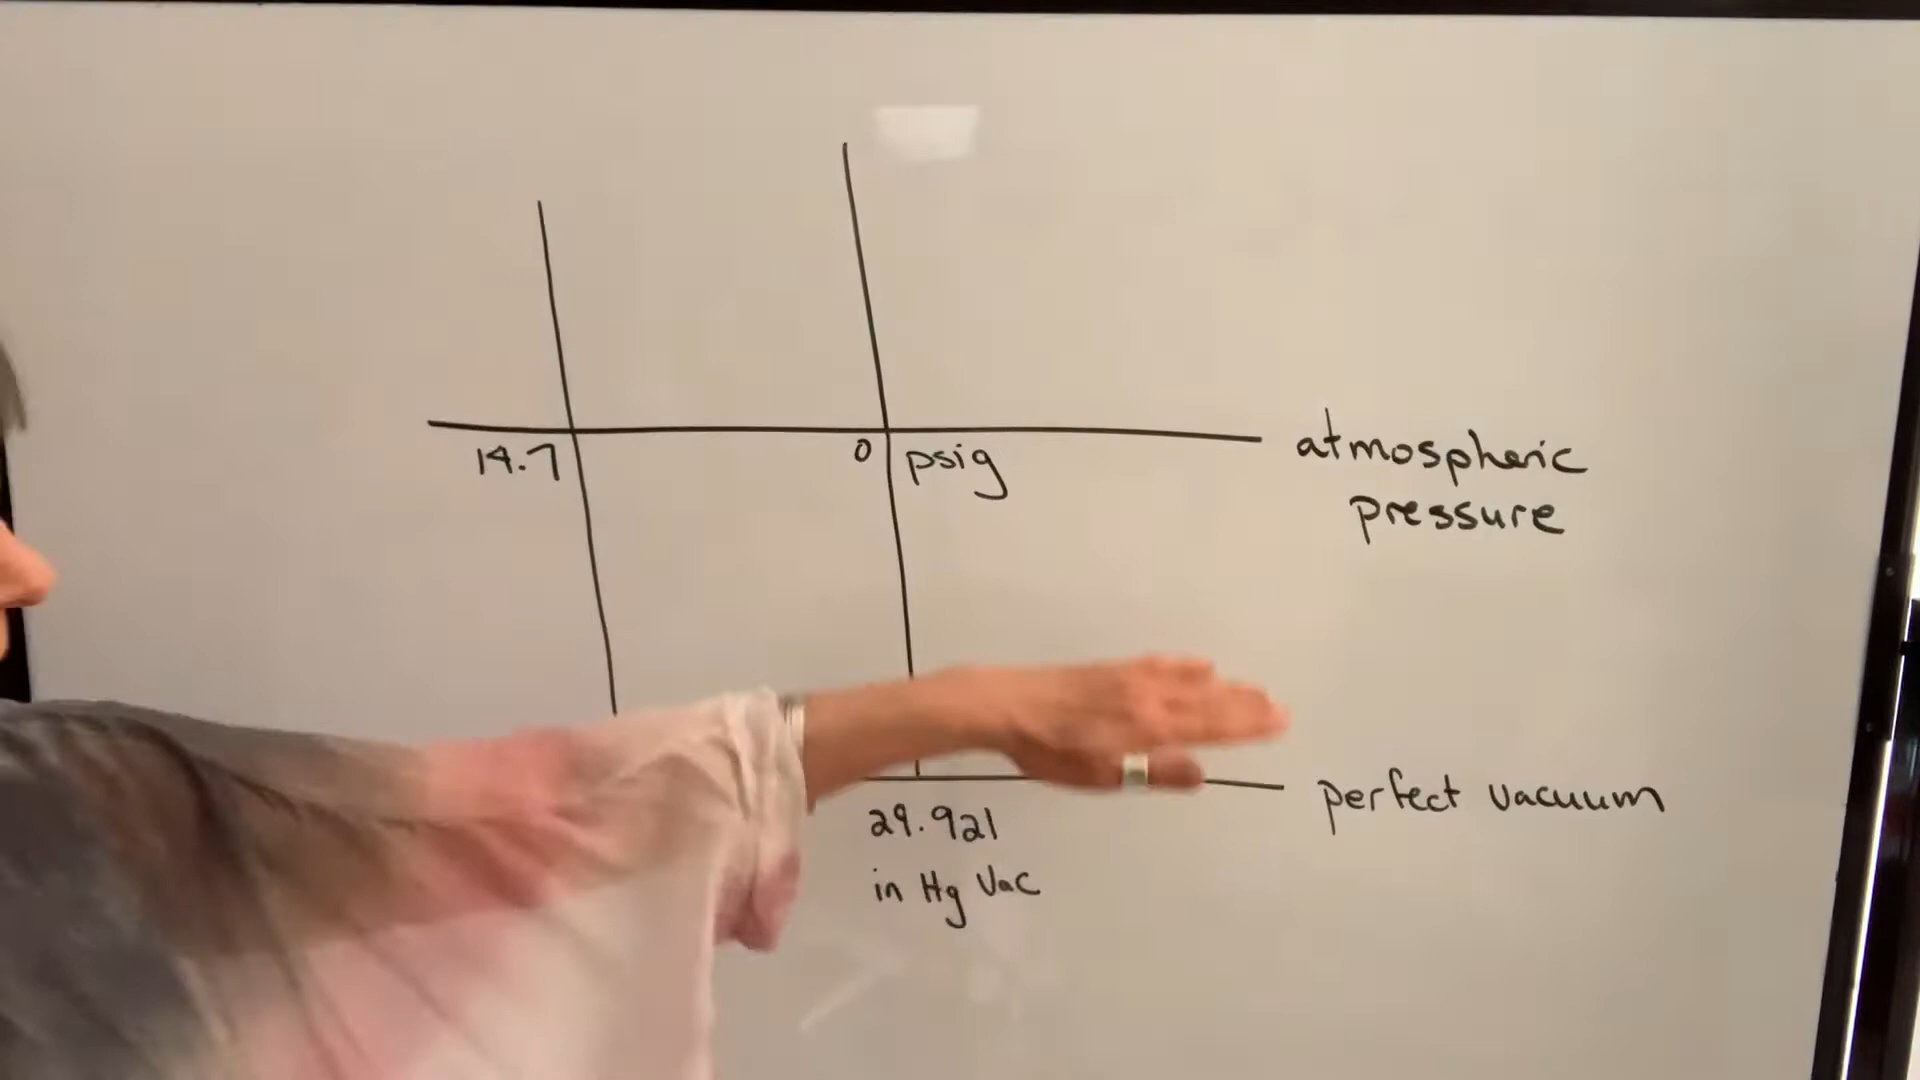 14.7
0 psig
atmospheric
pressure
perfect vacuum
29.921
in Hg Vac